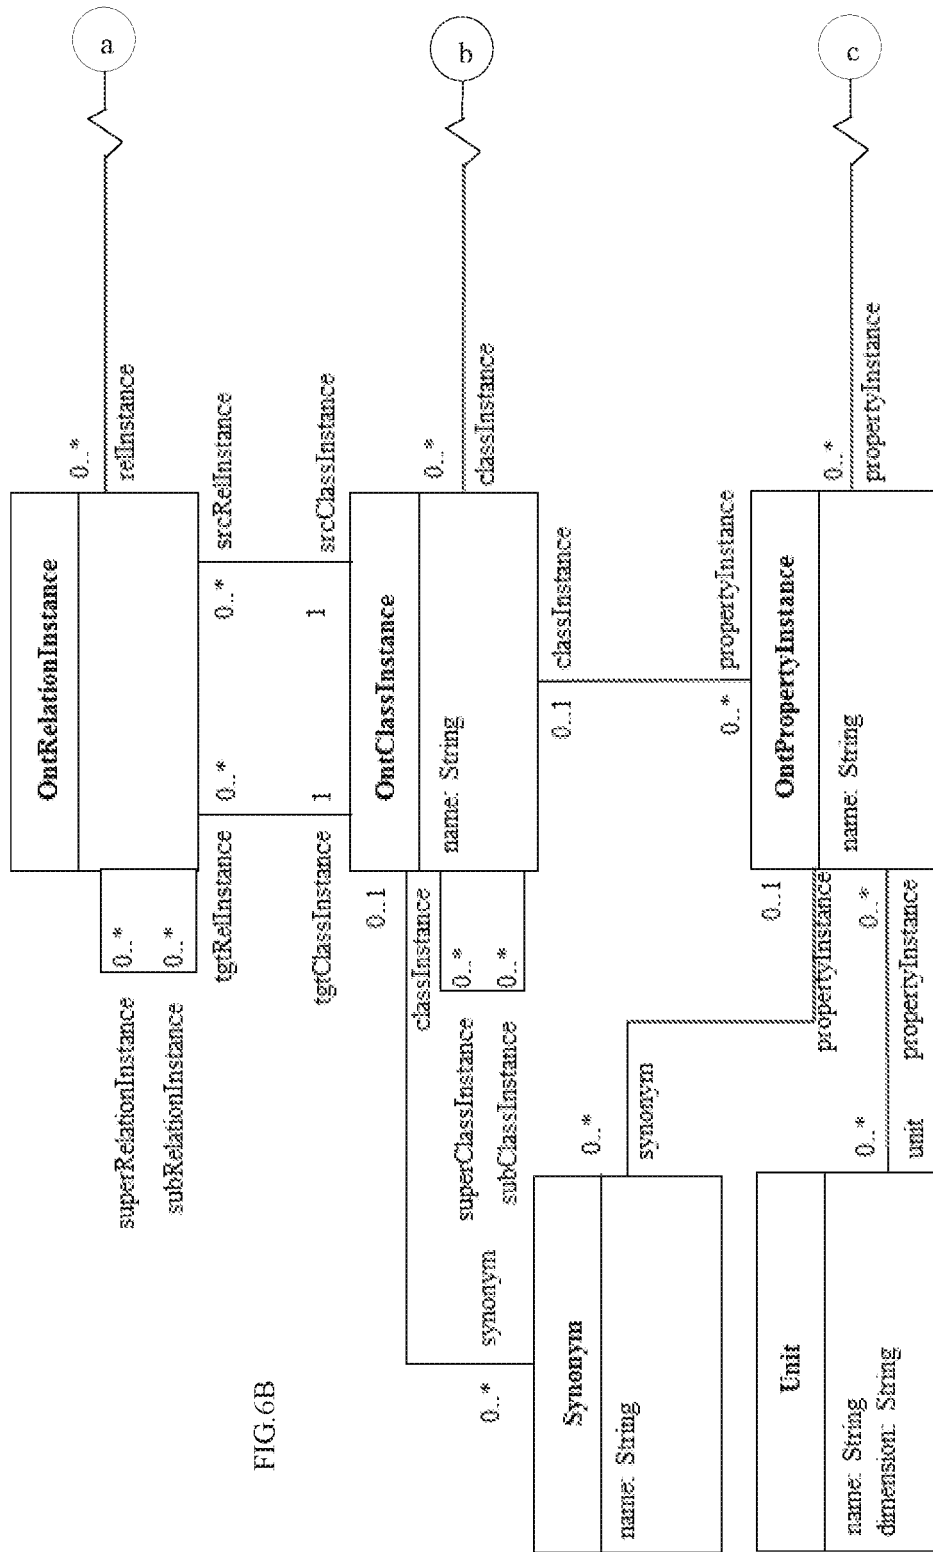 a
b
c
OntRelationInstance
0..*
relInstance
superRelationInstance
0..*
subRelationInstance
0..*
tgtRelInstance
0..*
0..*
srcRelInstance
tgtClassInstance
1
1
srcClassInstance
OntClassInstance
name: String
0..*
classInstance
0..1
classInstance
superClassInstance
0..*
subClassInstance
0..*
synonym
0..*
0..1
classInstance
0..*
propertyInstance
OntPropertyInstance
name: String
0..*
propertyInstance
0..1
propertyInstance
0..*
synonym
0..*
propertyInstance
0..*
unit
Synonym
name: String
Unit
name: String
dimension: String
FIG.6B